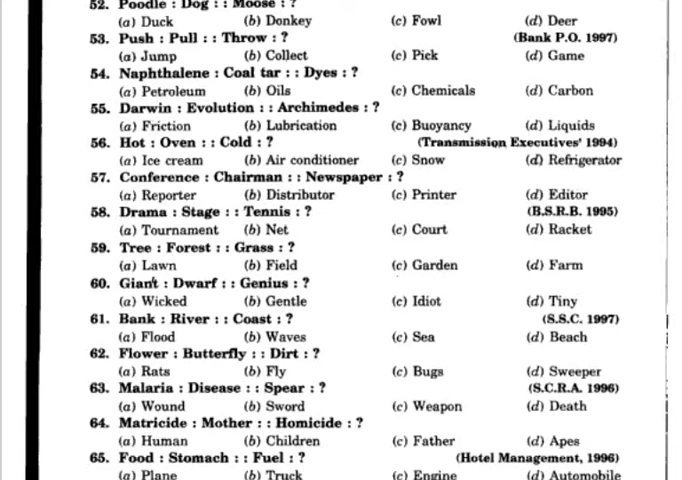 52. Poodle : Dog : : Moose : ?
(a) Duck (b) Donkey (c) Fowl (d) Deer
53. Push : Pull : : Throw : ? (Bank P.O. 1997)
(a) Jump (b) Collect (c) Pick (d) Game
54. Naphthalene : Coal tar : : Dyes : ?
(a) Petroleum (b) Oils (c) Chemicals (d) Carbon
55. Darwin : Evolution : : Archimedes : ?
(a) Friction (b) Lubrication (c) Buoyancy (d) Liquids
56. Hot : Oven : : Cold : ? (Transmission Executives' 1994)
(a) Ice cream (b) Air conditioner (c) Snow (d) Refrigerator
57. Conference : Chairman : : Newspaper : ?
(a) Reporter (b) Distributor (c) Printer (d) Editor
58. Drama : Stage : : Tennis : ? (B.S.R.B. 1995)
(a) Tournament (b) Net (c) Court (d) Racket
59. Tree : Forest : : Grass : ?
(a) Lawn (b) Field (c) Garden (d) Farm
60. Giant : Dwarf : : Genius : ?
(a) Wicked (b) Gentle (c) Idiot (d) Tiny
61. Bank : River : : Coast : ? (S.S.C. 1997)
(a) Flood (b) Waves (c) Sea (d) Beach
62. Flower : Butterfly : : Dirt : ?
(a) Rats (b) Fly (c) Bugs (d) Sweeper
63. Malaria : Disease : : Spear : ? (S.C.R.A. 1996)
(a) Wound (b) Sword (c) Weapon (d) Death
64. Matricide : Mother : : Homicide : ?
(a) Human (b) Children (c) Father (d) Apes
65. Food : Stomach : : Fuel : ? (Hotel Management, 1996)
(a) Plane (b) Truck (c) Engine (d) Automobile